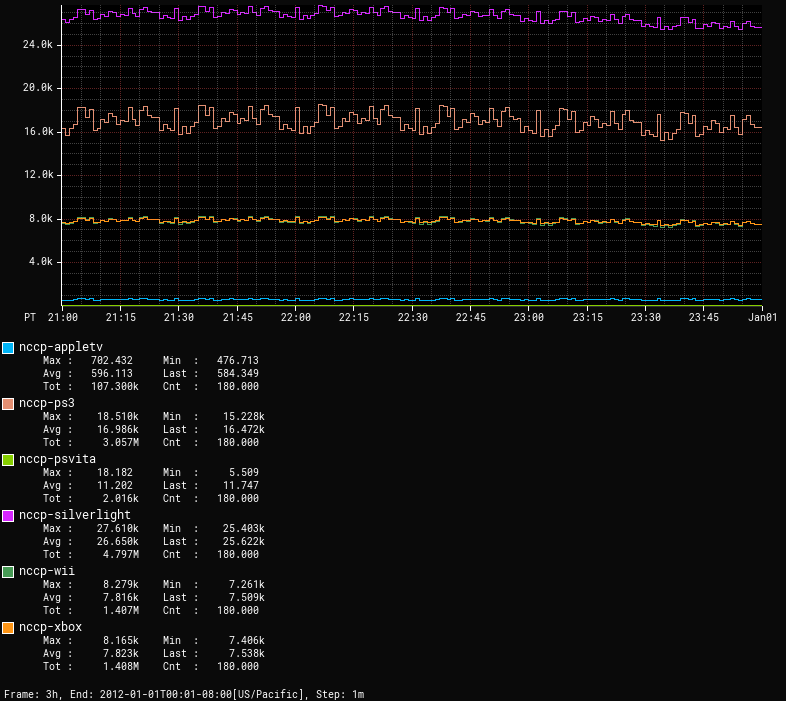 24.0k
20.0k
16.0k
12.0k
8.0k
4.0k
PT 21:00 21:15 21:30 21:45 22:00 22:15 22:30 22:45 23:00 23:15 23:30 23:45 Jan01
nccp-appletv
Max : 702.432 Min : 476.713
Avg : 596.113 Last : 584.349
Tot : 107.300k Cnt : 180.000
nccp-ps3
Max : 18.510k Min : 15.228k
Avg : 16.986k Last : 16.472k
Tot : 3.057M Cnt : 180.000
nccp-psvita
Max : 18.182 Min : 5.509
Avg : 11.202 Last : 11.747
Tot : 2.016k Cnt : 180.000
nccp-silverlight
Max : 27.610k Min : 25.403k
Avg : 26.650k Last : 25.622k
Tot : 4.797M Cnt : 180.000
nccp-wii
Max : 8.279k Min : 7.261k
Avg : 7.816k Last : 7.509k
Tot : 1.407M Cnt : 180.000
nccp-xbox
Max : 8.165k Min : 7.406k
Avg : 7.823k Last : 7.538k
Tot : 1.408M Cnt : 180.000
Frame: 3h, End: 2012-01-01T00:01-08:00[US/Pacific], Step: 1m